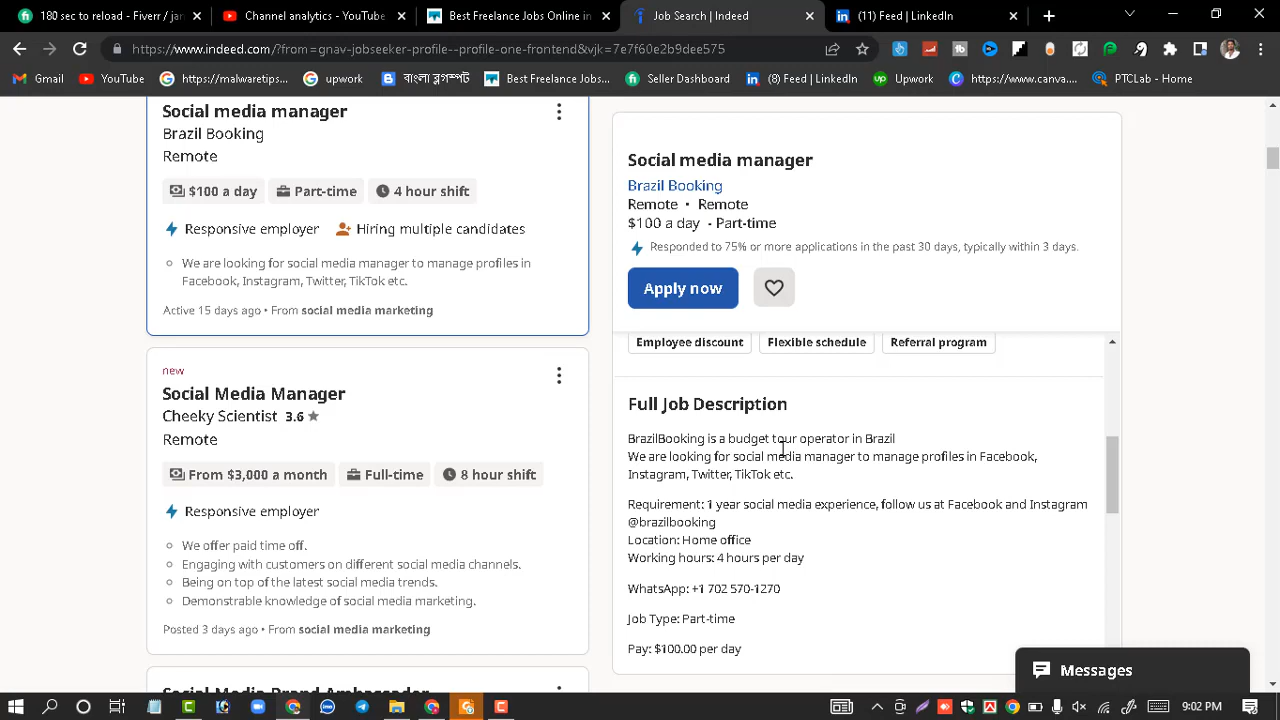 180 sec to reload - Fiverr / jan
Channel analytics - YouTube
Best Freelance Jobs Online in
Job Search | Indeed
(11) Feed | LinkedIn
https://www.indeed.com/?from=gnav-jobseeker-profile--profile-one-frontend&vjk=7e7f60e2b9dee575
Gmail
YouTube
https://malwaretips...
upwork
বাংলা ব্লগস্পট
Best Freelance Jobs...
Seller Dashboard
(8) Feed | LinkedIn
Upwork
https://www.canva....
PTCLab - Home
Social media manager
Brazil Booking
Remote
$100 a day
Part-time
4 hour shift
Responsive employer
Hiring multiple candidates
We are looking for social media manager to manage profiles in
Facebook, Instagram, Twitter, TikTok etc.
Active 15 days ago • From social media marketing
new
Social Media Manager
Cheeky Scientist 3.6
Remote
From $3,000 a month
Full-time
8 hour shift
Responsive employer
We offer paid time off.
Engaging with customers on different social media channels.
Being on top of the latest social media trends.
Demonstrable knowledge of social media marketing.
Posted 3 days ago • From social media marketing
Social Media Brand Ambassador
Social media manager
Brazil Booking
Remote • Remote
$100 a day - Part-time
Responded to 75% or more applications in the past 30 days, typically within 3 days.
Apply now
Employee discount
Flexible schedule
Referral program
Full Job Description
BrazilBooking is a budget tour operator in Brazil
We are looking for social media manager to manage profiles in Facebook,
Instagram, Twitter, TikTok etc.
Requirement: 1 year social media experience, follow us at Facebook and Instagram
@brazilbooking
Location: Home office
Working hours: 4 hours per day
WhatsApp: +1 702 570-1270
Job Type: Part-time
Pay: $100.00 per day
Messages
9:02 PM